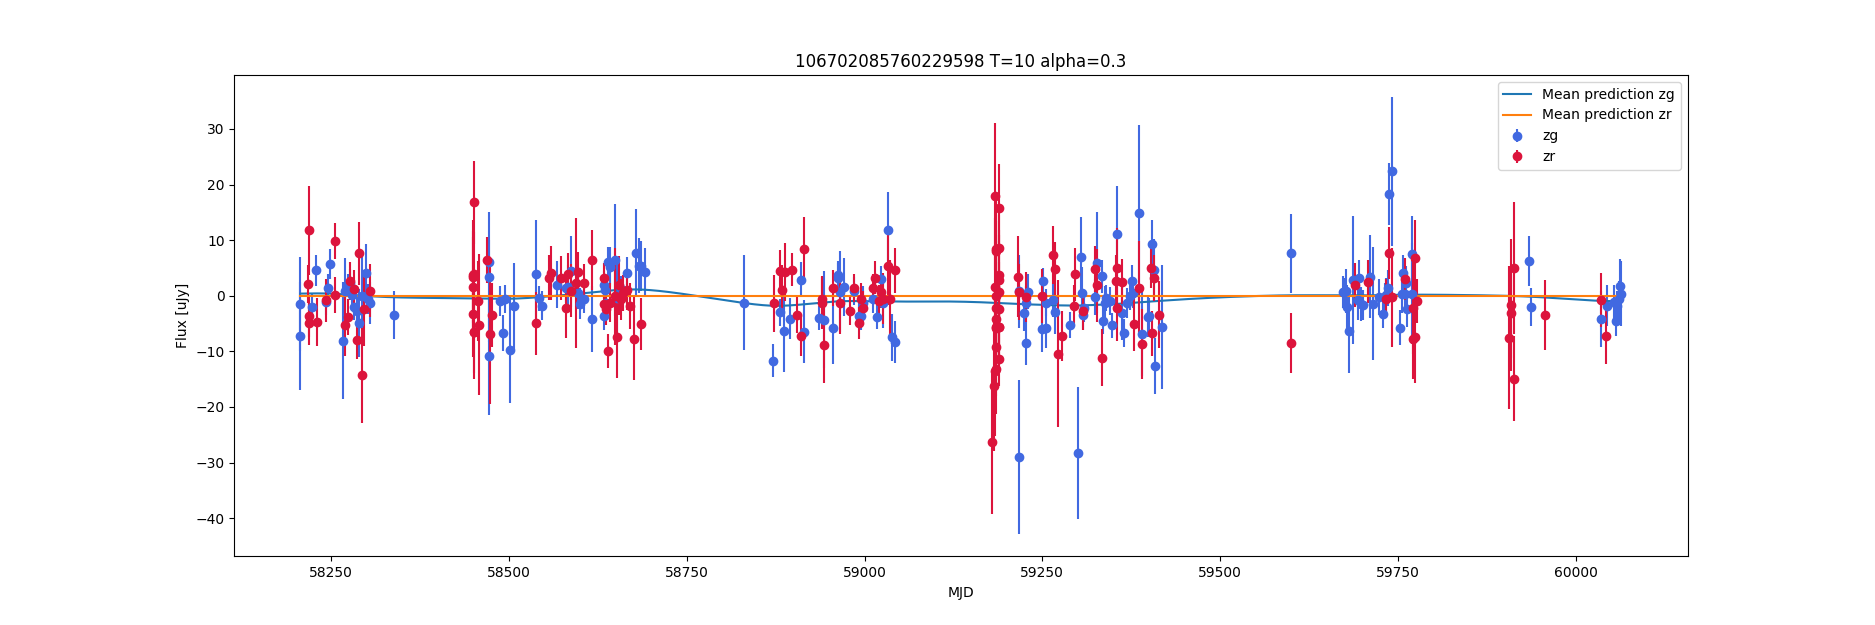 106702085760229598 T=10 alpha=0.3
Mean prediction zg
Mean prediction zr
zg
zr
Flux [uJy]
30
20
10
0
−10
−20
−30
−40
58250 58500 58750 59000 59250 59500 59750 60000
MJD